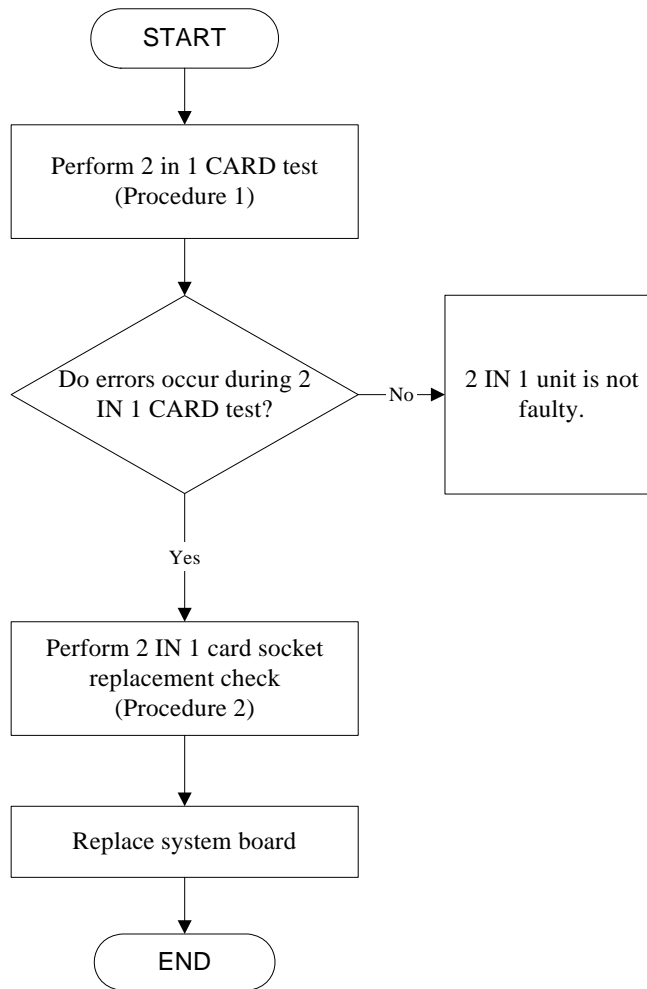 START
Perform 2 in 1 CARD test
(Procedure 1)
Do errors occur during 2
IN 1 CARD test?
No
2 IN 1 unit is not
faulty.
Yes
Perform 2 IN 1 card socket
replacement check
(Procedure 2)
Replace system board
END